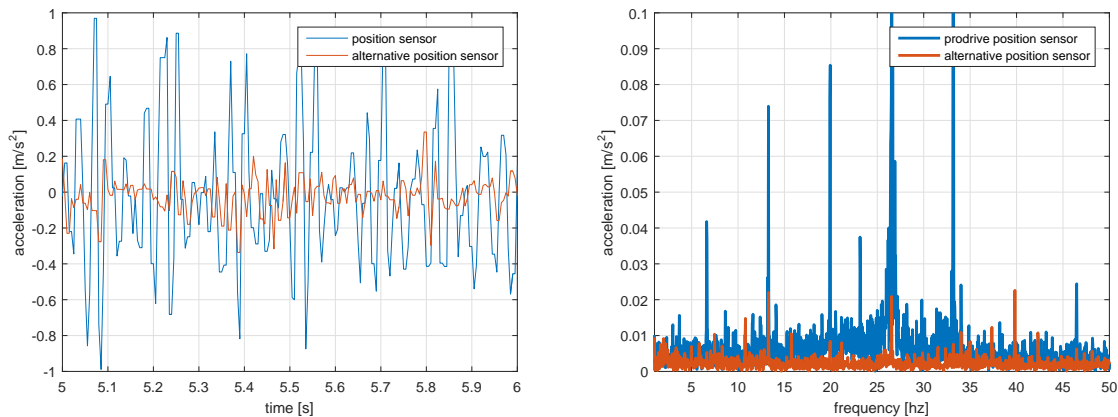 1
0.8
0.6
0.4
0.2
0
-0.2
-0.4
-0.6
-0.8
-1
acceleration [m/s²]
5 5.1 5.2 5.3 5.4 5.5 5.6 5.7 5.8 5.9 6
time [s]
position sensor
alternative position sensor
0.1
0.09
0.08
0.07
0.06
0.05
0.04
0.03
0.02
0.01
0
acceleration [m/s²]
5 10 15 20 25 30 35 40 45 50
frequency [hz]
prodrive position sensor
alternative position sensor